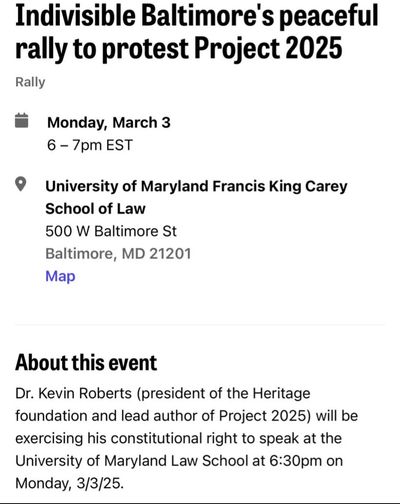 Indivisible Baltimore's peaceful
rally to protest Project 2025
Rally
Monday, March 3
6 – 7pm EST
University of Maryland Francis King Carey
School of Law
500 W Baltimore St
Baltimore, MD 21201
Map
About this event
Dr. Kevin Roberts (president of the Heritage
foundation and lead author of Project 2025) will be
exercising his constitutional right to speak at the
University of Maryland Law School at 6:30pm on
Monday, 3/3/25.